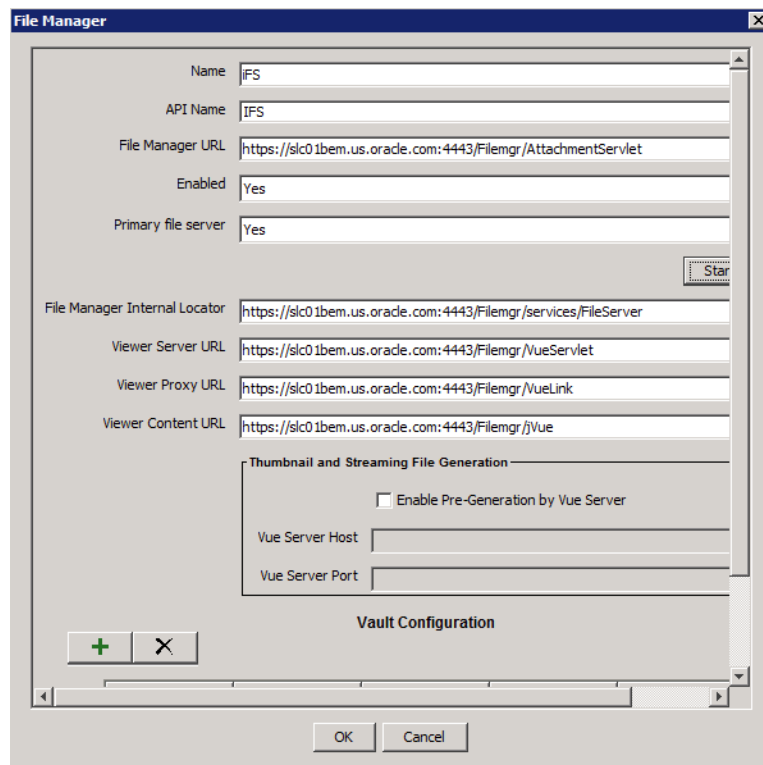 File Manager
Name iFS
API Name IFS
File Manager URL https://slc01bem.us.oracle.com:4443/Filemgr/AttachmentServlet
Enabled Yes
Primary file server Yes
Star
File Manager Internal Locator https://slc01bem.us.oracle.com:4443/Filemgr/services/FileServer
Viewer Server URL https://slc01bem.us.oracle.com:4443/Filemgr/VueServlet
Viewer Proxy URL https://slc01bem.us.oracle.com:4443/Filemgr/VueLink
Viewer Content URL https://slc01bem.us.oracle.com:4443/Filemgr/jVue
Thumbnail and Streaming File Generation
Enable Pre-Generation by Vue Server
Vue Server Host
Vue Server Port
Vault Configuration
OK Cancel